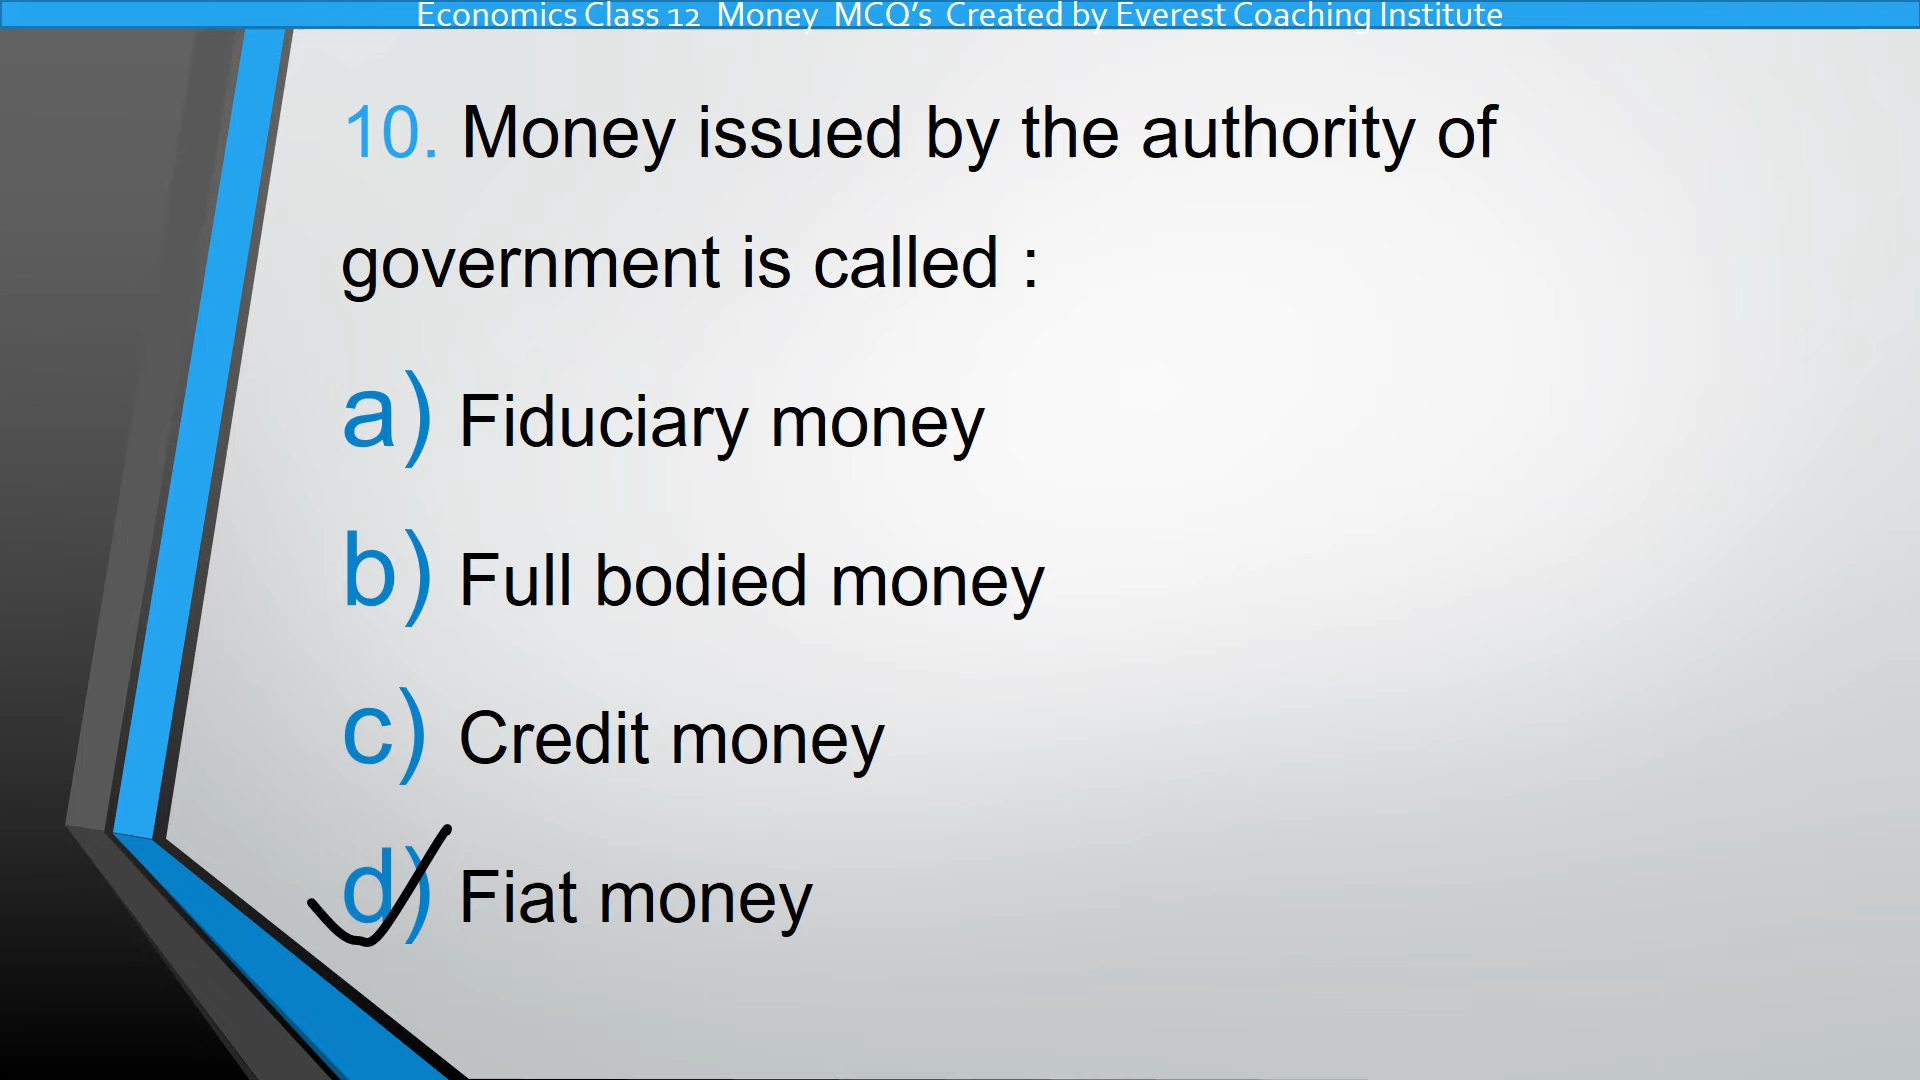 Economics Class 12 Money MCQ's Created by Everest Coaching Institute
10. Money issued by the authority of
government is called :
a) Fiduciary money
b) Full bodied money
c) Credit money
d) Fiat money